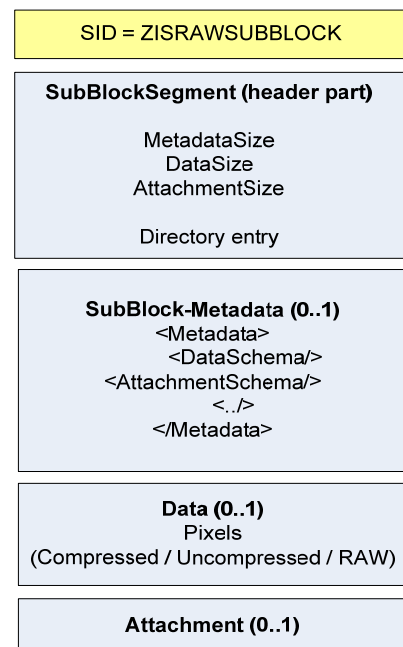 SID = ZISRAWSUBBLOCK
SubBlockSegment (header part)
MetadataSize
DataSize
AttachmentSize
Directory entry
SubBlock-Metadata (0..1)
<Metadata>
<DataSchema/>
<AttachmentSchema/>
<../>
</Metadata>
Data (0..1)
Pixels
(Compressed / Uncompressed / RAW)
Attachment (0..1)